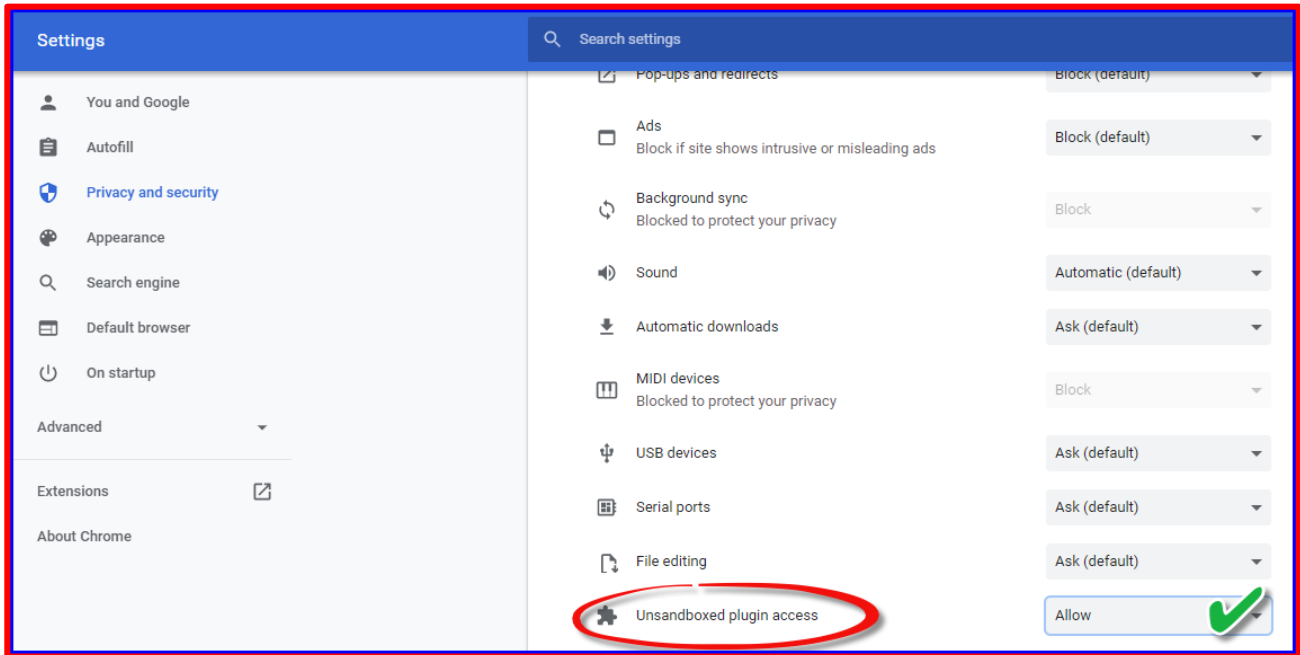 Settings
Search settings
You and Google
Autofill
Privacy and security
Appearance
Search engine
Default browser
On startup
Advanced
Extensions
About Chrome
Pop-ups and redirects
Block (default)
Ads
Block if site shows intrusive or misleading ads
Block (default)
Background sync
Blocked to protect your privacy
Block
Sound
Automatic (default)
Automatic downloads
Ask (default)
MIDI devices
Blocked to protect your privacy
Block
USB devices
Ask (default)
Serial ports
Ask (default)
File editing
Ask (default)
Unsandboxed plugin access
Allow